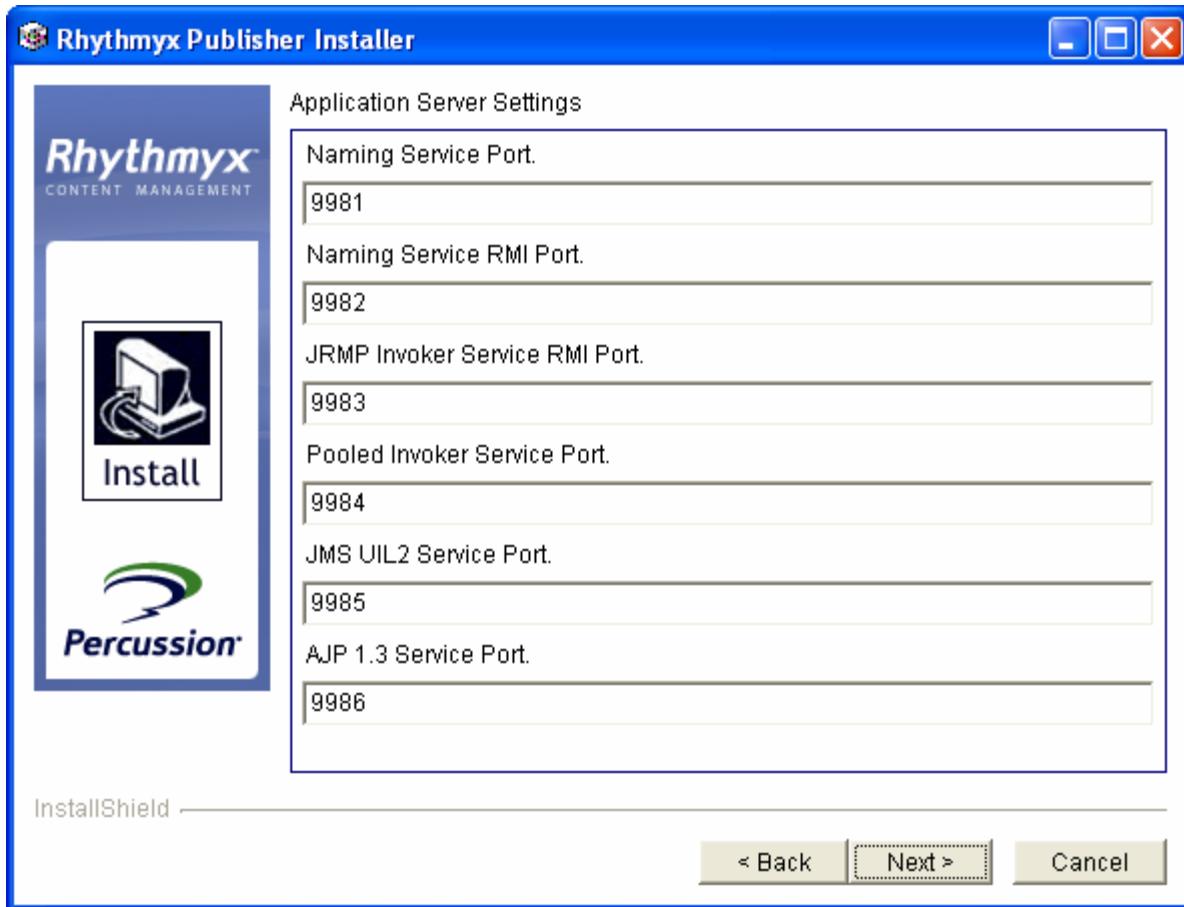 Rhythmyx Publisher Installer
Rhythmyx
CONTENT MANAGEMENT
Install
Percussion
Application Server Settings
Naming Service Port.
9981
Naming Service RMI Port.
9982
JRMP Invoker Service RMI Port.
9983
Pooled Invoker Service Port.
9984
JMS UIL2 Service Port.
9985
AJP 1.3 Service Port.
9986
InstallShield
< Back
Next >
Cancel